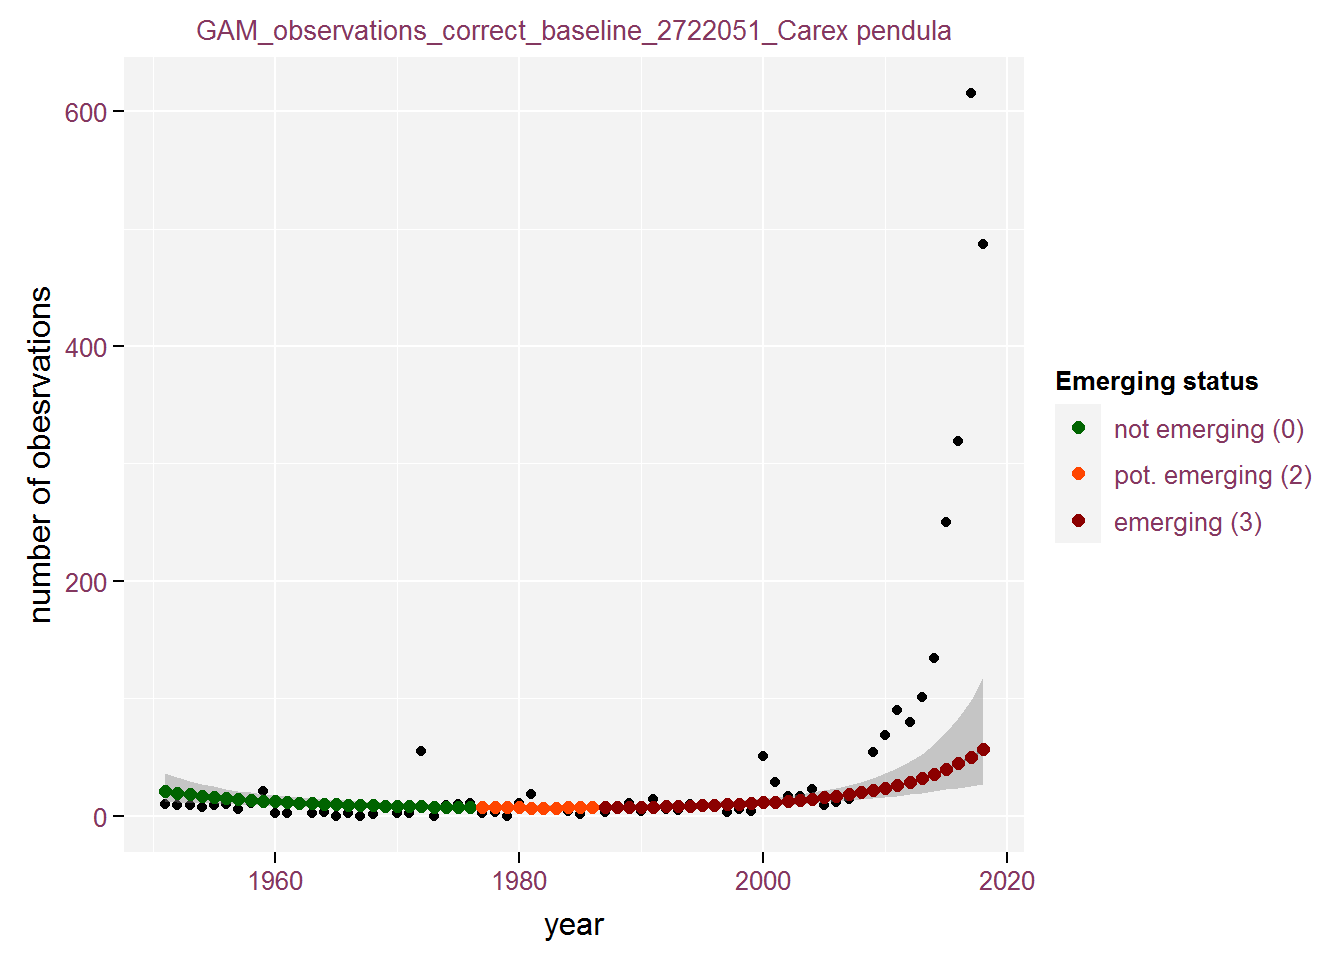 GAM_observations_correct_baseline_2722051_Carex pendula
600
400
200
0
number of obesrvations
1960
1980
2000
2020
year
Emerging status
not emerging (0)
pot. emerging (2)
emerging (3)